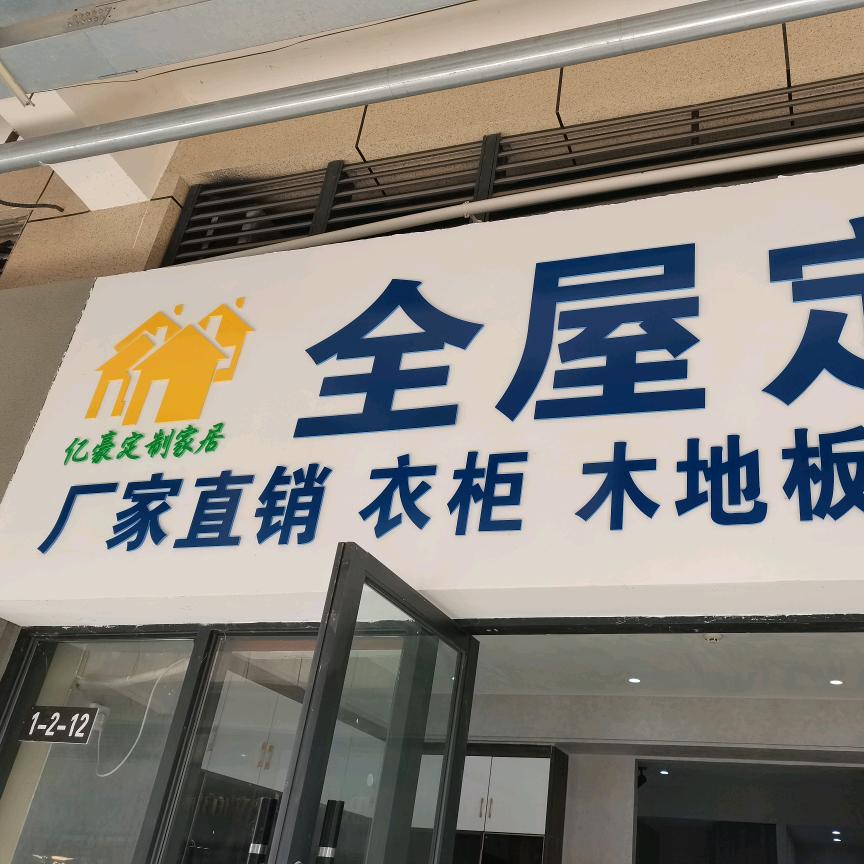 全屋定
亿豪定制家居
厂家直销 衣柜 木地板
1-2-12